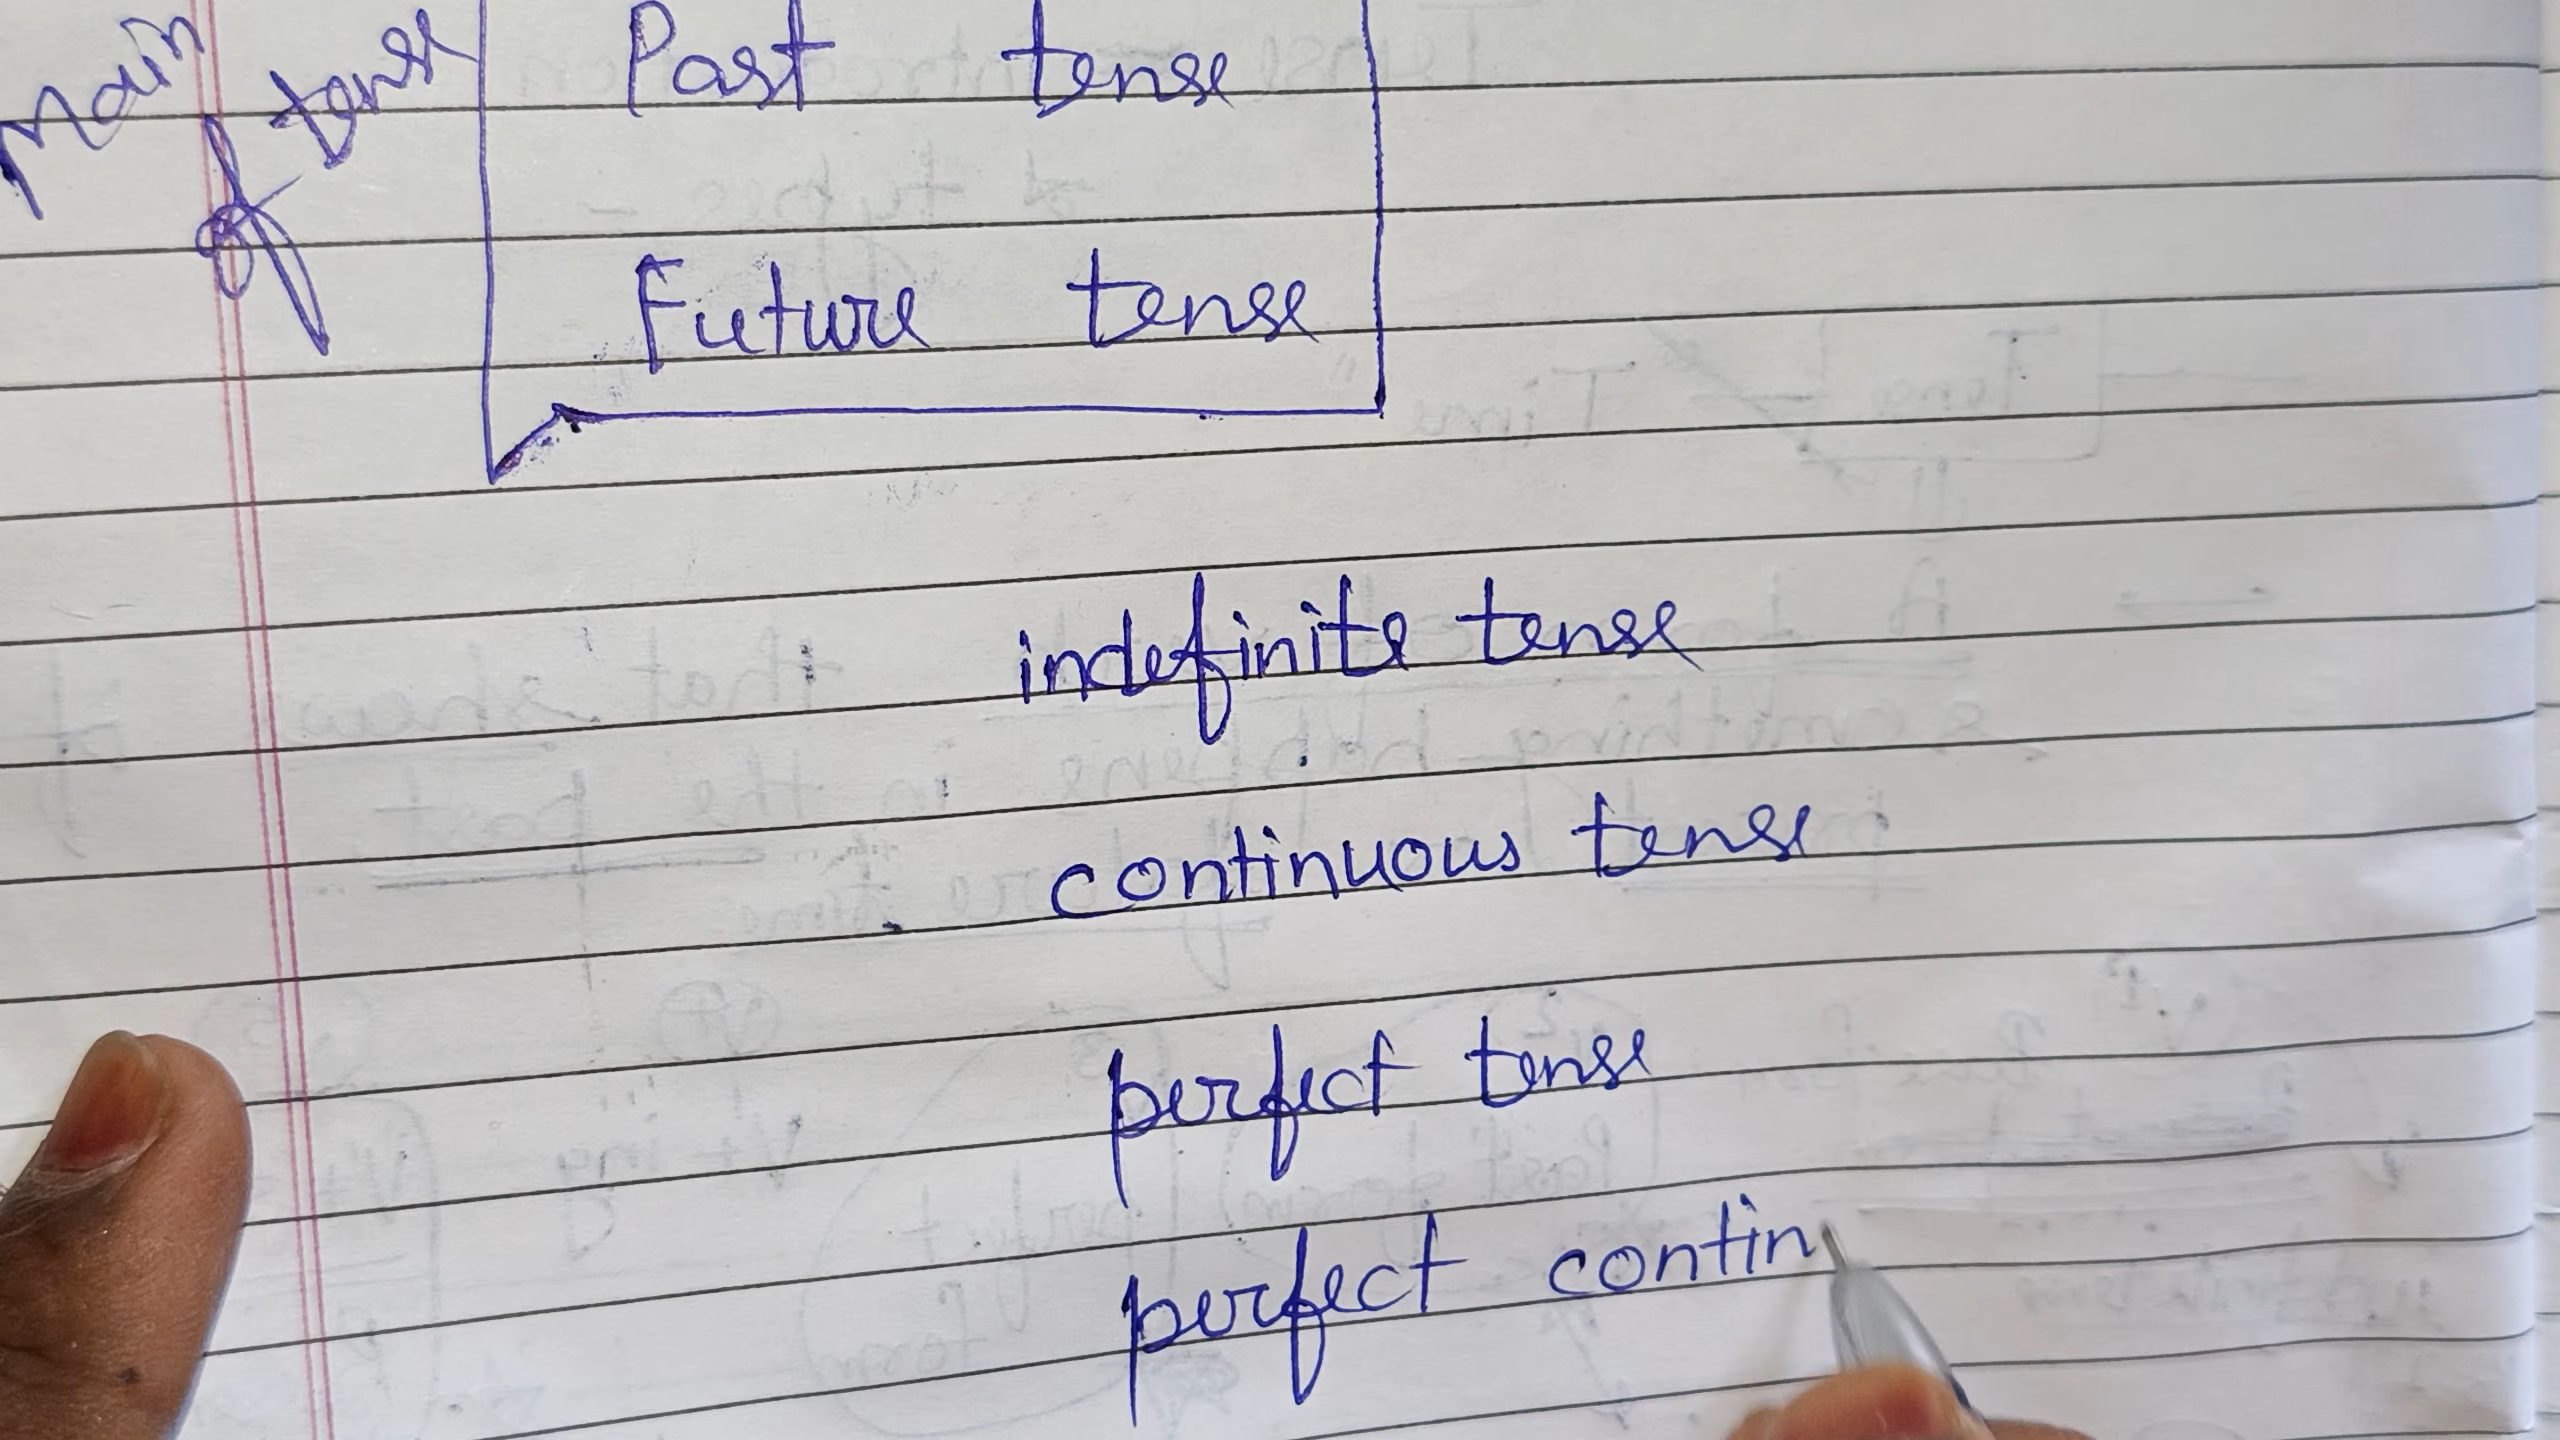 Main
of tense
Past tense
Future tense
indefinite tense
continuous tense
perfect tense
perfect contin